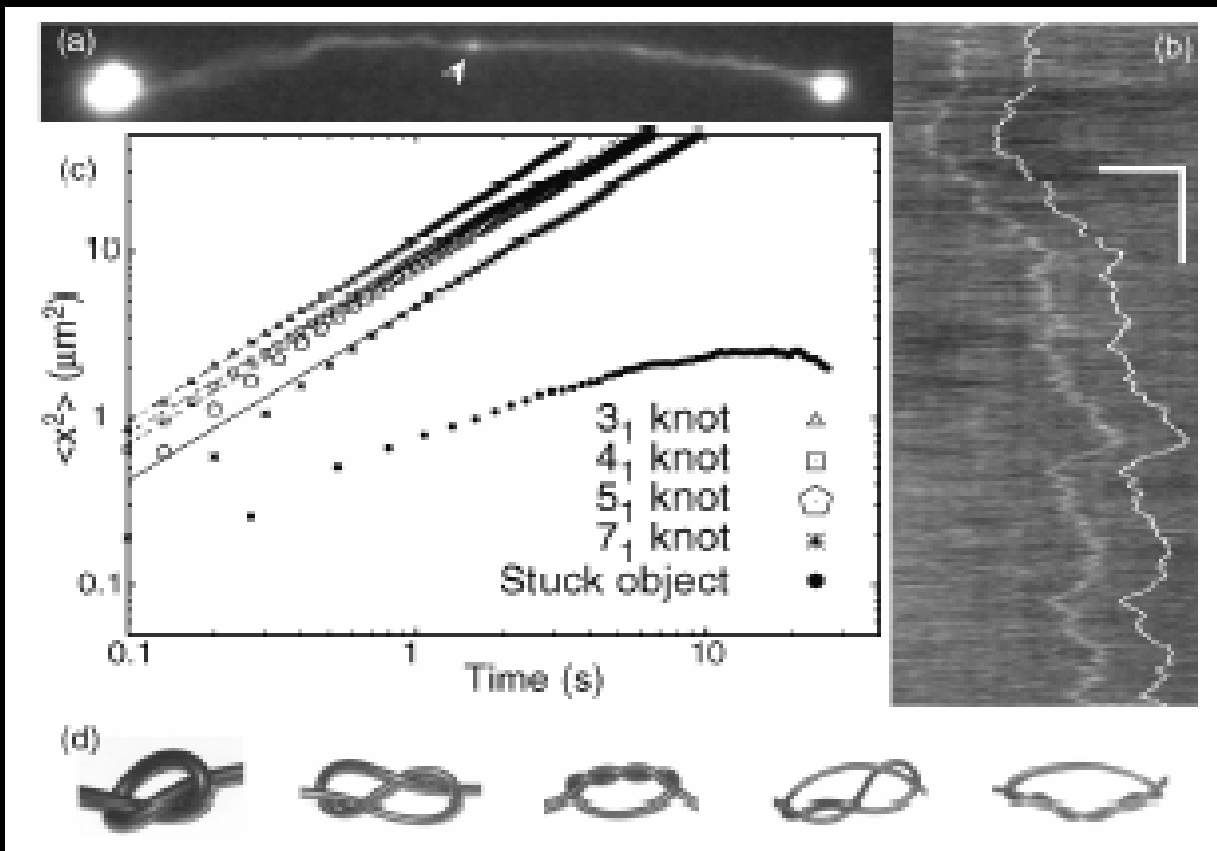 (a)
(b)
(c)
<x²> (μm²)
10
1
0.1
3₁ knot
4₁ knot
5₁ knot
7₁ knot
Stuck object
0.1
1
10
Time (s)
(d)